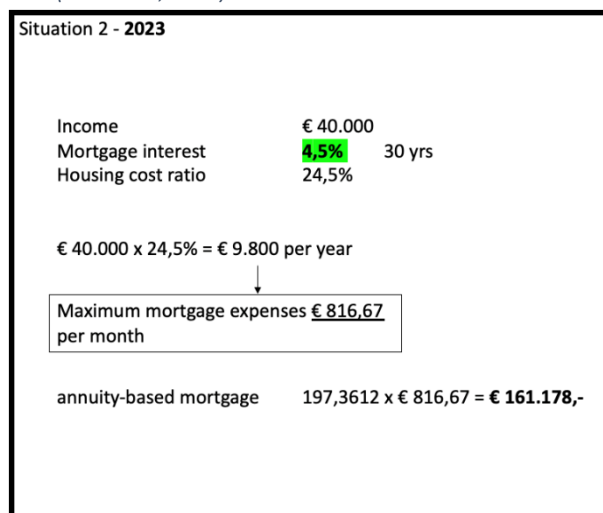 Situation 2 - 2023
Income € 40.000
Mortgage interest 4,5% 30 yrs
Housing cost ratio 24,5%
€ 40.000 x 24,5% = € 9.800 per year
Maximum mortgage expenses € 816,67
per month
annuity-based mortgage 197,3612 x € 816,67 = € 161.178,-